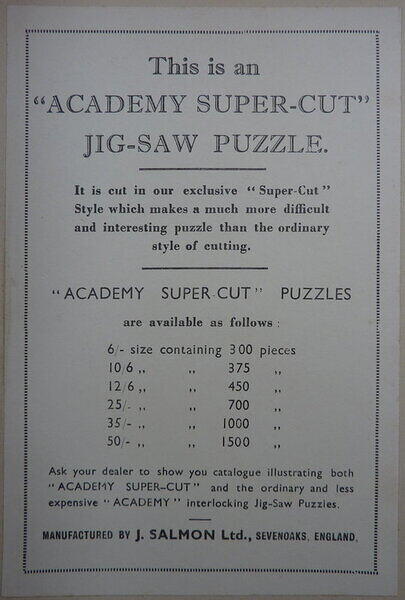 This is an
“ACADEMY SUPER-CUT”
JIG-SAW PUZZLE.
It is cut in our exclusive “Super-Cut”
Style which makes a much more difficult
and interesting puzzle than the ordinary
style of cutting.
“ACADEMY SUPER-CUT” PUZZLES
are available as follows :
6/- size containing 300 pieces
10/6 ,, ,, 375 ,,
12/6 ,, ,, 450 ,,
25/- ,, ,, 700 ,,
35/- ,, ,, 1000 ,,
50/- ,, ,, 1500 ,,
Ask your dealer to show you catalogue illustrating both
“ACADEMY SUPER-CUT” and the ordinary and less
expensive “ACADEMY” interlocking Jig-Saw Puzzles.
MANUFACTURED BY J. SALMON Ltd., SEVENOAKS, ENGLAND.